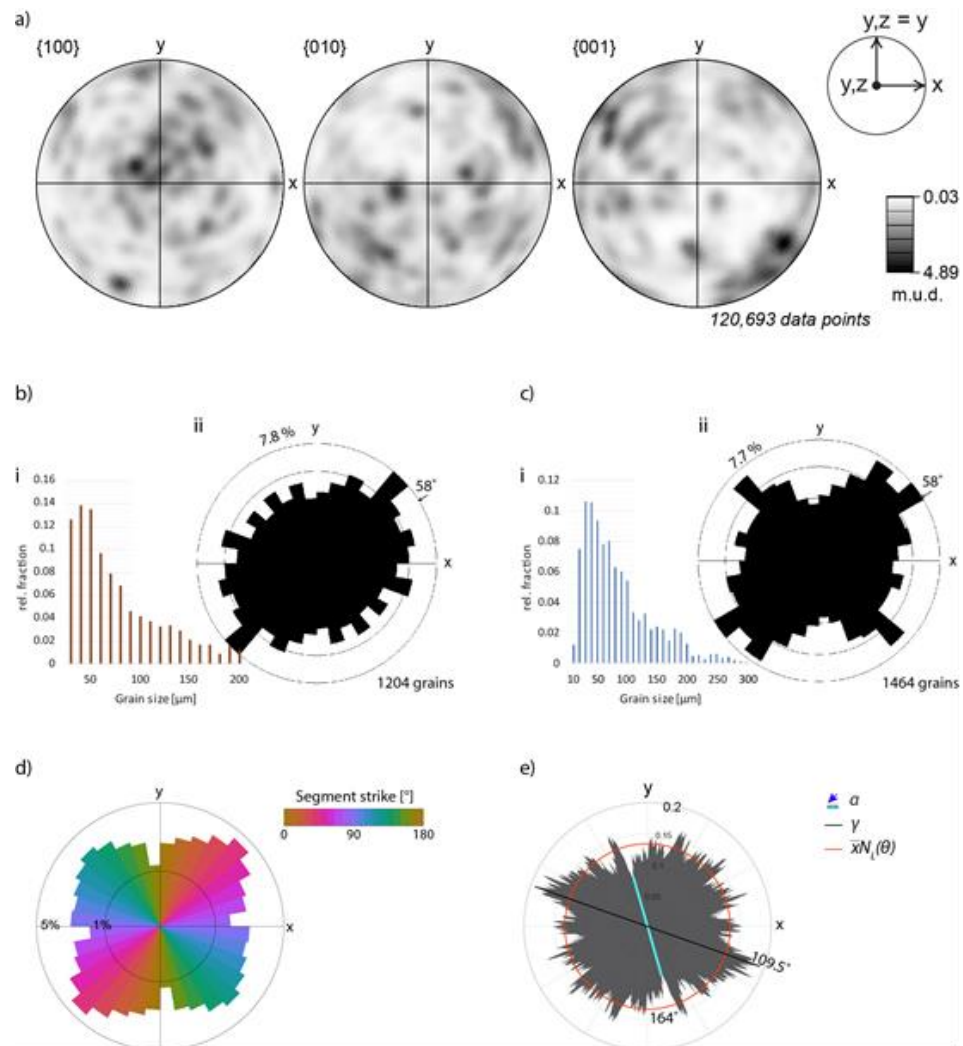 a)
{100}
y
x
{010}
y
x
{001}
y
x
y,z = y
y,z
x
0.03
4.89
m.u.d.
120,693 data points
b)
i
rel. fraction
0.16
0.14
0.12
0.1
0.08
0.06
0.04
0.02
0
50
100
150
200
Grain size [µm]
ii
7.8 %
y
58°
x
1204 grains
c)
i
rel. fraction
0.12
0.10
0.08
0.06
0.04
0.02
0
10
50
100
150
200
300
Grain size [µm]
ii
7.7 %
y
58°
x
1464 grains
d)
y
x
5%
1%
Segment strike [°]
0
90
180
e)
y
0.2
0.15
x
109.5°
164°
α
γ
x̅N_L(θ)